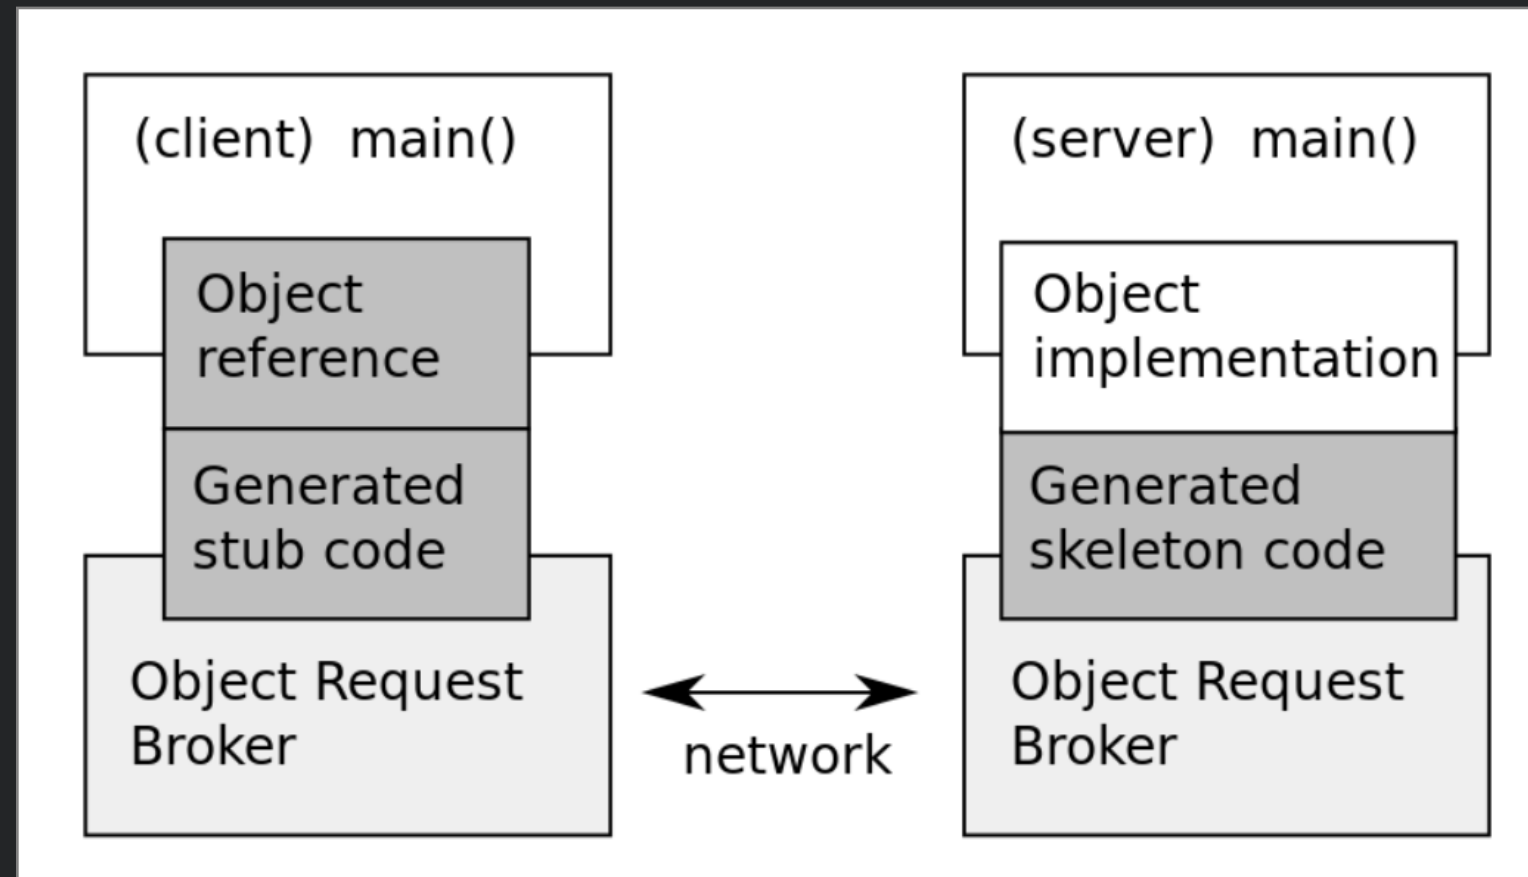 (client)  main()
Object
reference
Generated
stub code
Object Request
Broker
network
(server)  main()
Object
implementation
Generated
skeleton code
Object Request
Broker